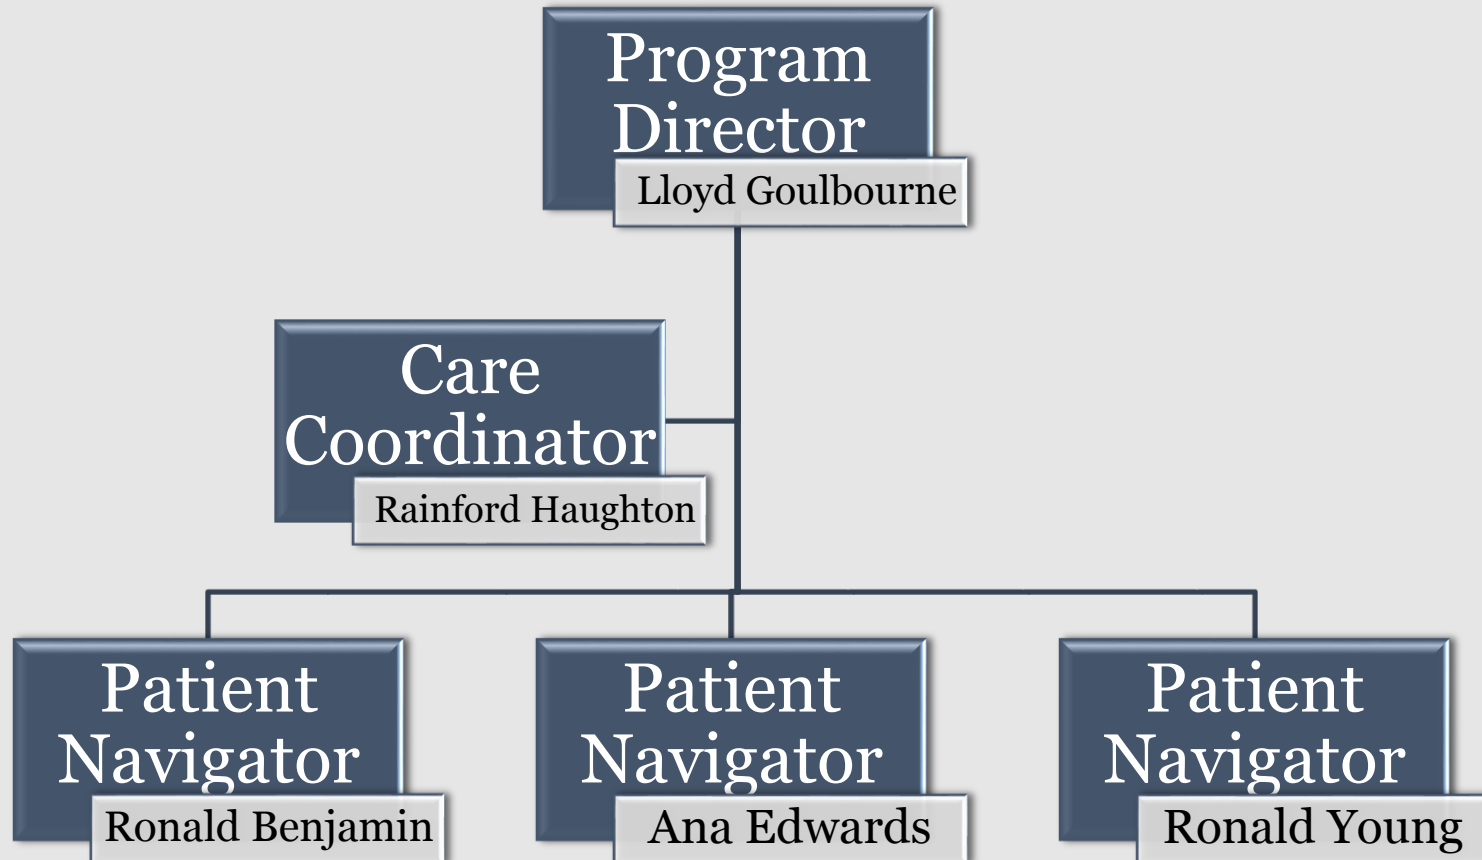 Program
Director
Lloyd Goulbourne
Care
Coordinator
Rainford Haughton
Patient
Navigator
Ronald Benjamin
Patient
Navigator
Ana Edwards
Patient
Navigator
Ronald Young